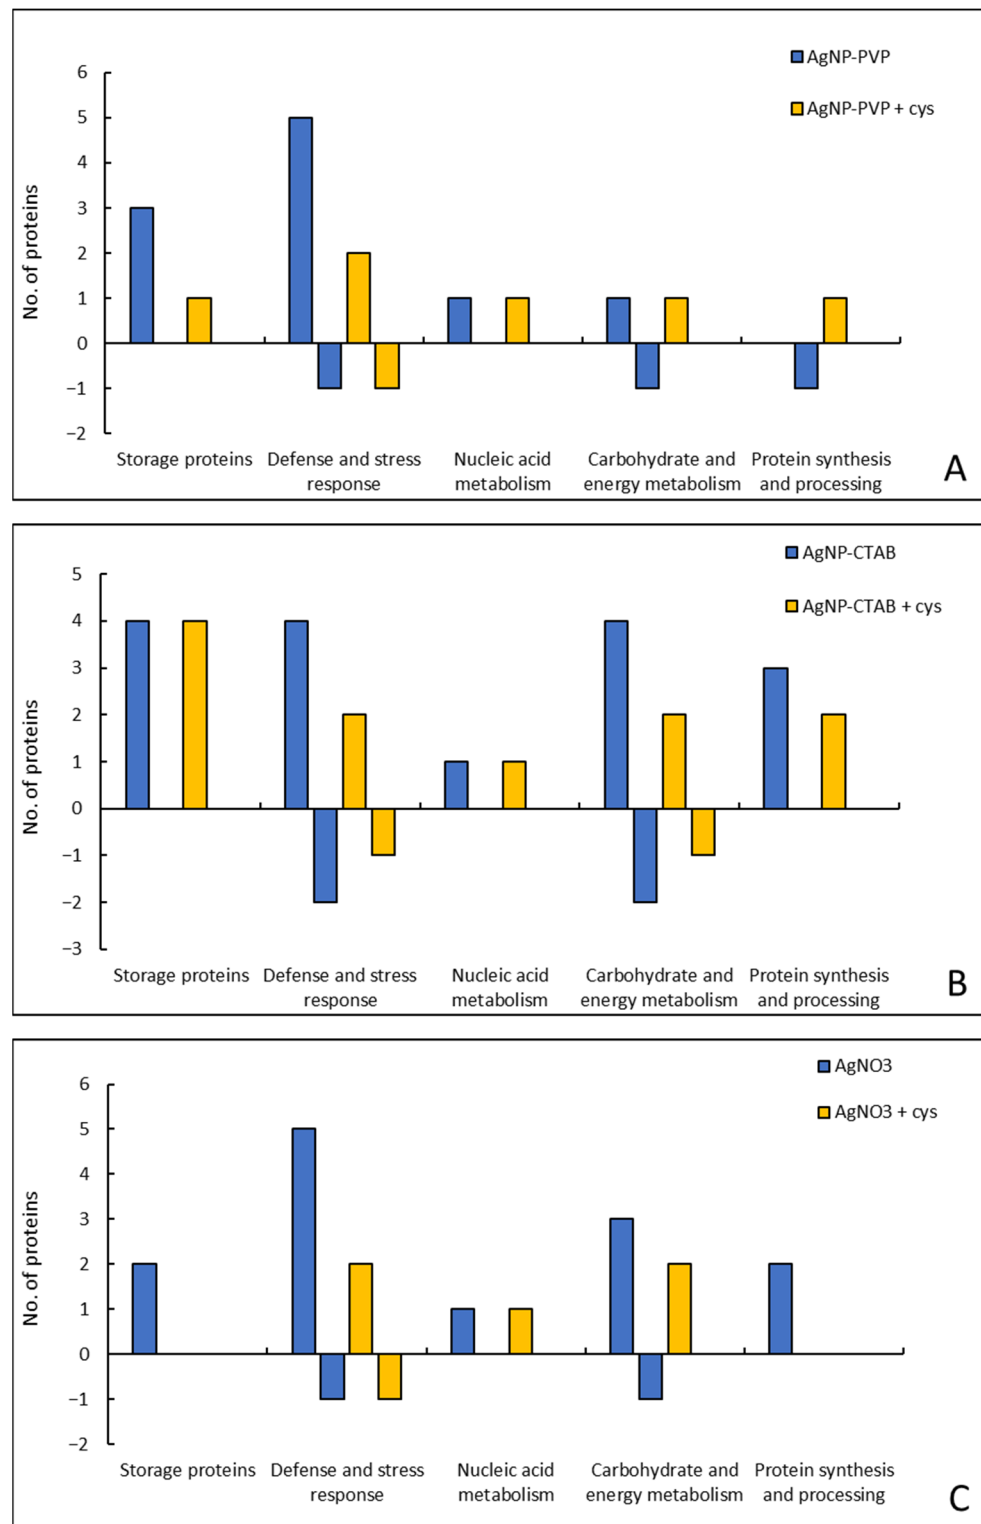 AgNP-PVP
AgNP-PVP + cys
No. of proteins
6
5
4
3
2
1
0
−1
−2
Storage proteins
Defense and stress
response
Nucleic acid
metabolism
Carbohydrate and
energy metabolism
Protein synthesis
and processing
A
AgNP-CTAB
AgNP-CTAB + cys
No. of proteins
5
4
3
2
1
0
−1
−2
−3
Storage proteins
Defense and stress
response
Nucleic acid
metabolism
Carbohydrate and
energy metabolism
Protein synthesis
and processing
B
AgNO3
AgNO3 + cys
No. of proteins
6
5
4
3
2
1
0
−1
−2
Storage proteins
Defense and stress
response
Nucleic acid
metabolism
Carbohydrate and
energy metabolism
Protein synthesis
and processing
C